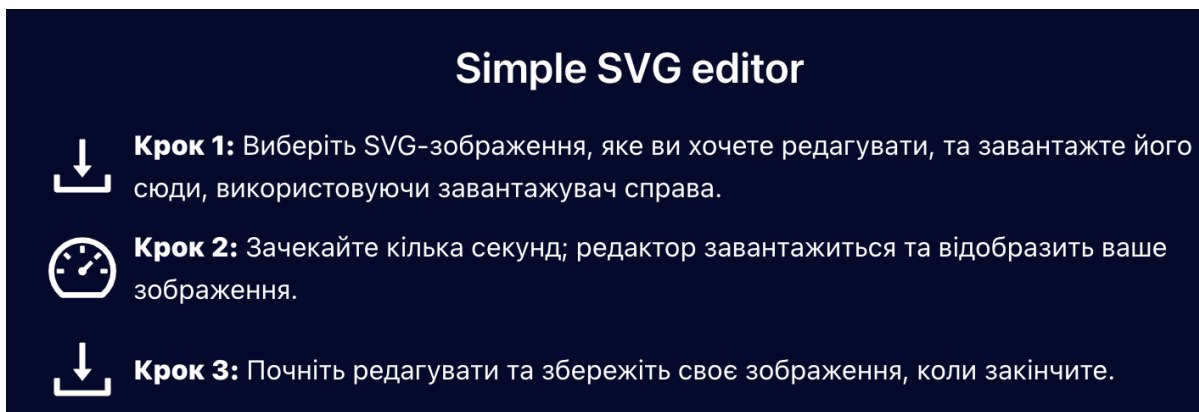 Simple SVG editor
Крок 1: Виберіть SVG-зображення, яке ви хочете редагувати, та завантажте його
сюди, використовуючи завантажувач справа.
Крок 2: Зачекайте кілька секунд; редактор завантажиться та відобразить ваше
зображення.
Крок 3: Почніть редагувати та збережіть своє зображення, коли закінчите.